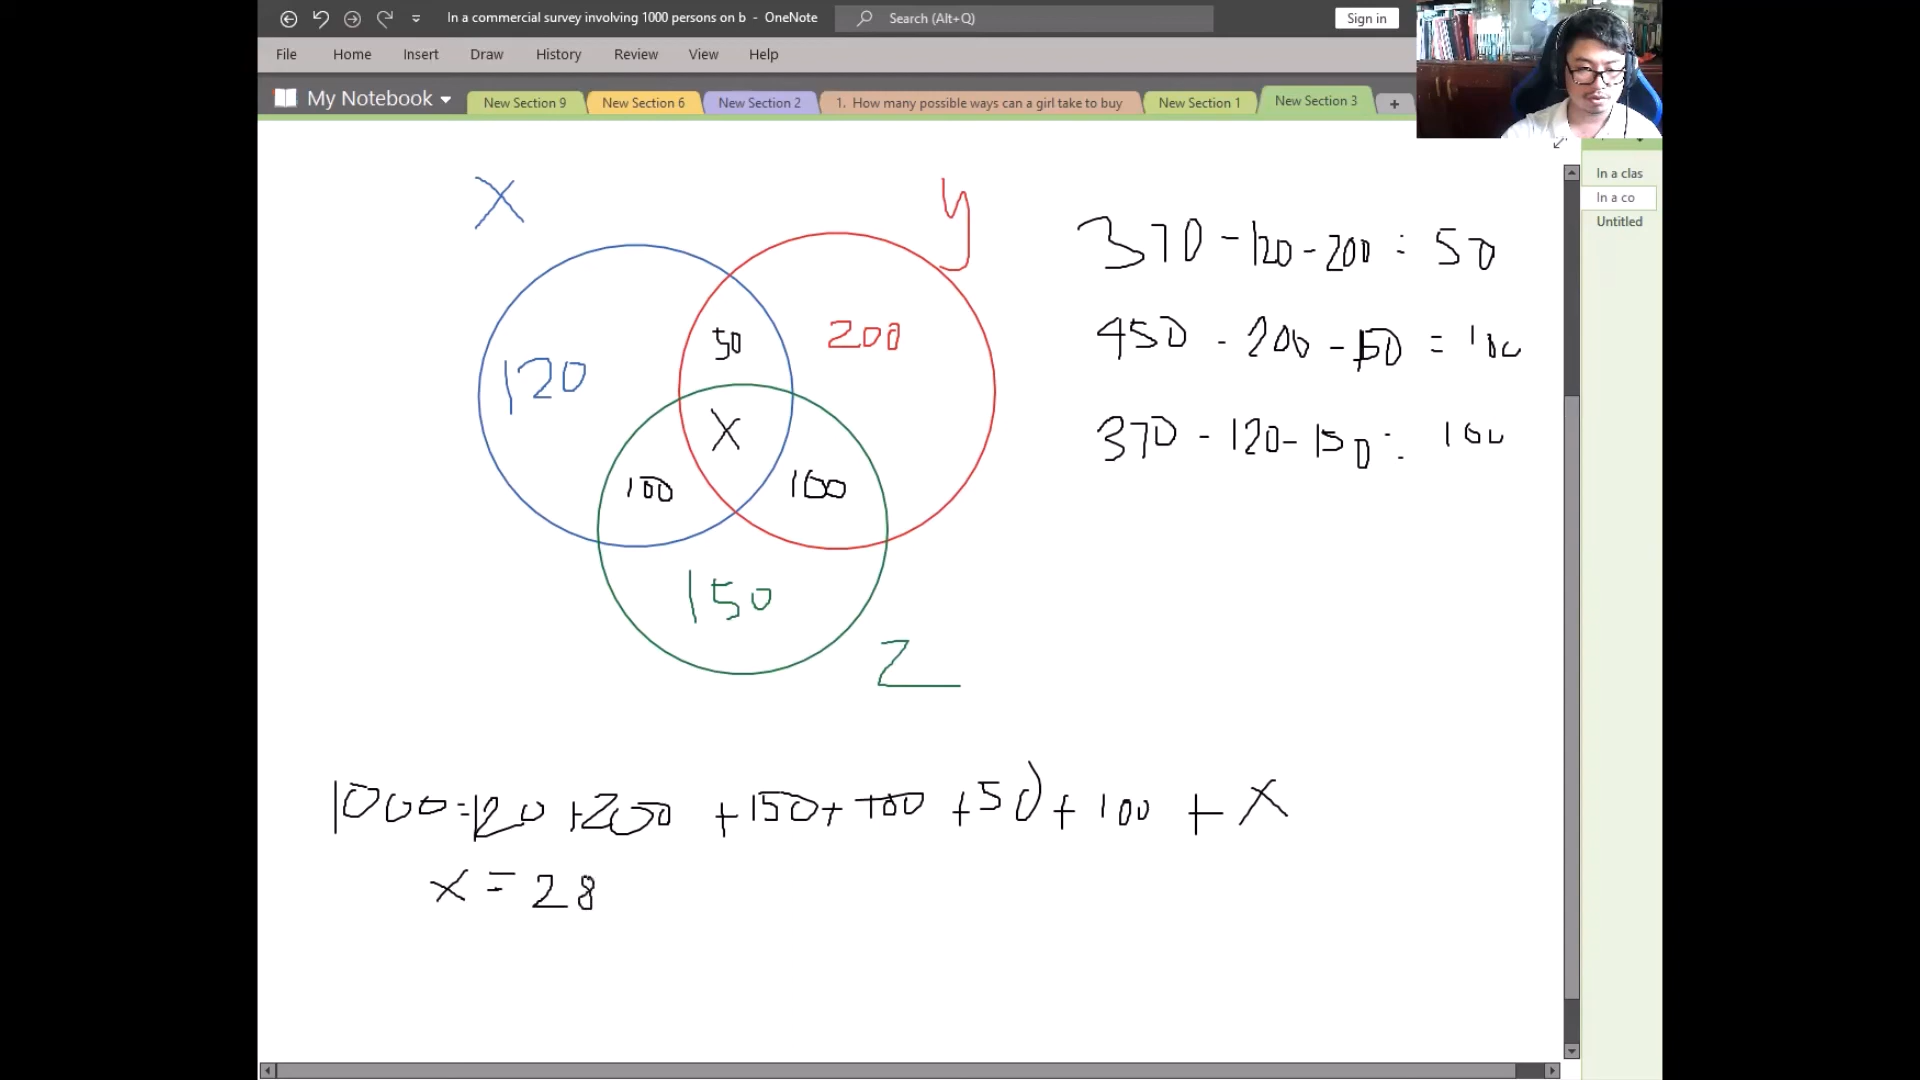 In a commercial survey involving 1000 persons on b - OneNote
Search (Alt+Q)
Sign in
File Home Insert Draw History Review View Help
My Notebook
New Section 9
New Section 6
New Section 2
1. How many possible ways can a girl take to buy
New Section 1
New Section 3
+
In a clas
In a co
Untitled
X
y
50
200
120
X
100
100
150
Z
370 - 120 - 200 = 50
450 - 200 - 150 = 100
370 - 120 - 150 = 100
1000 = 120 + 200 + 150 + 100 + 50 + 100 + X
x = 28